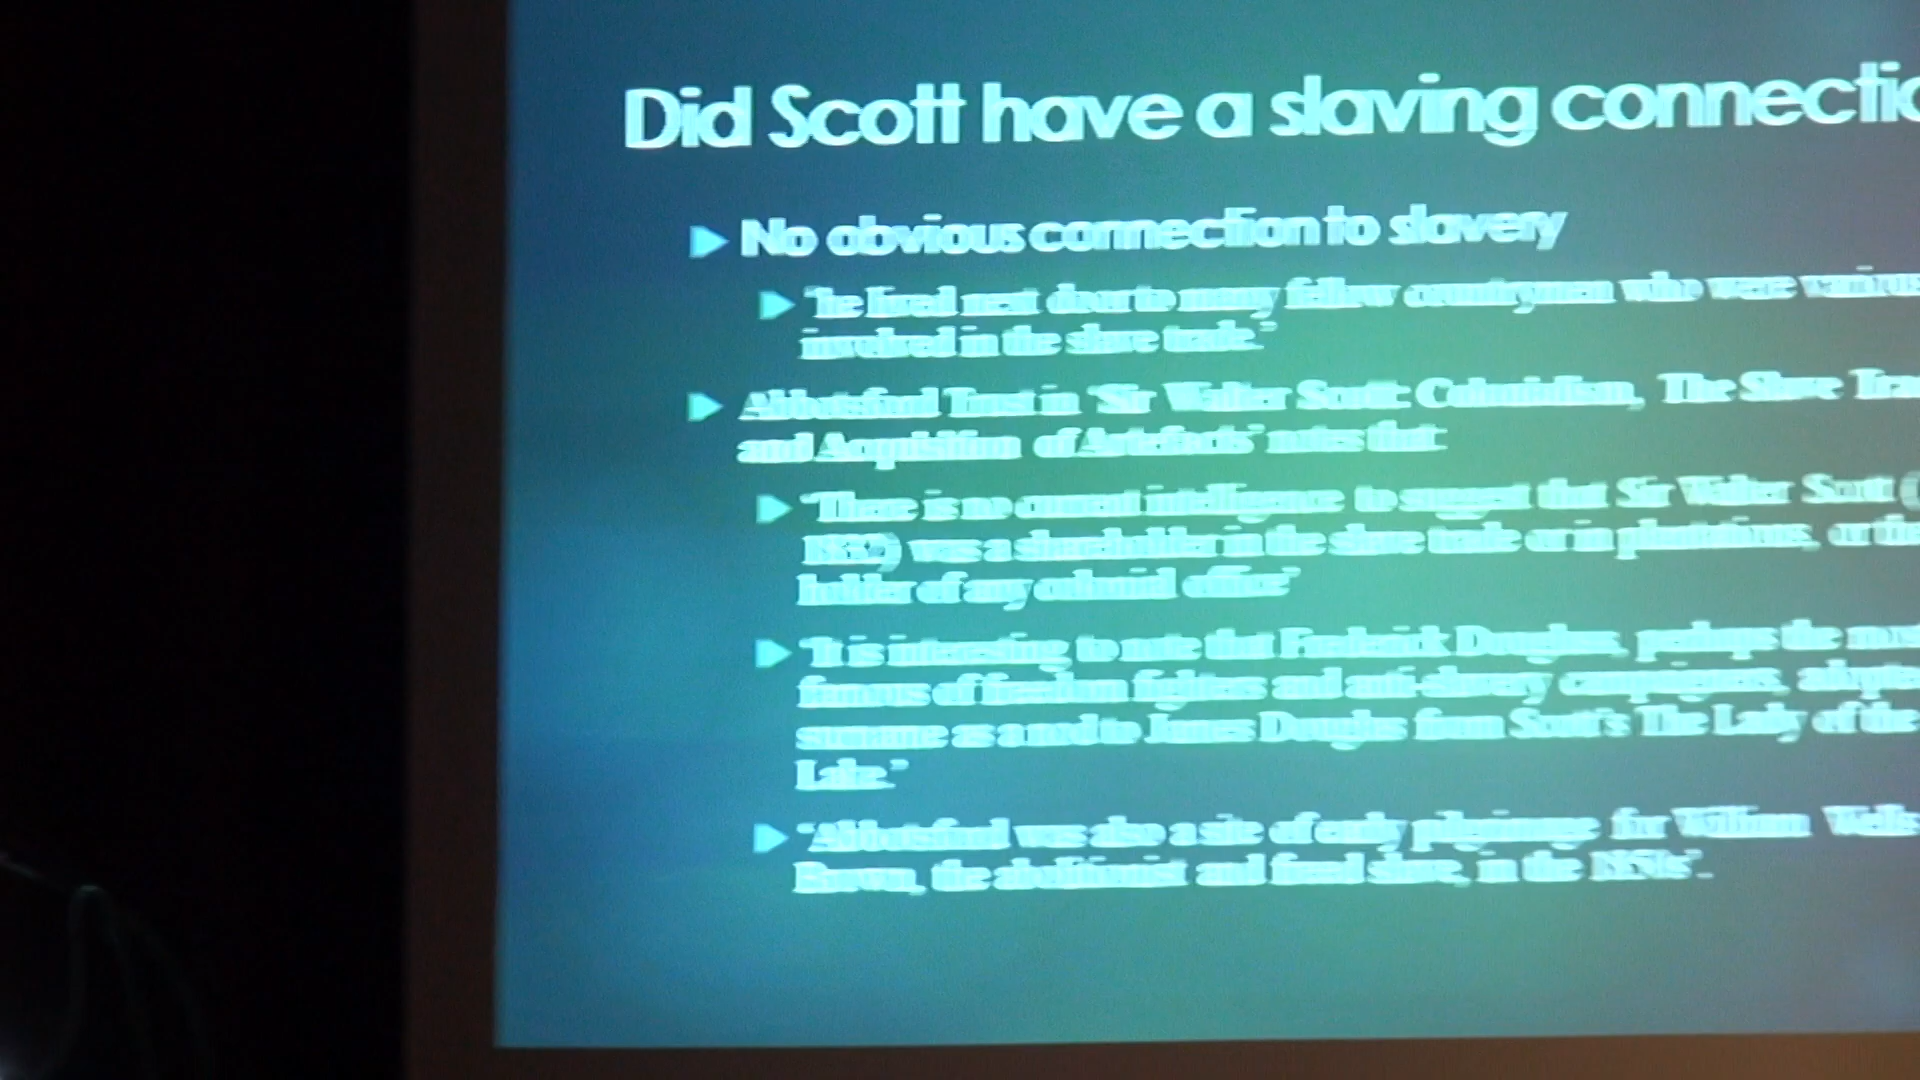 Did Scott have a slaving connectio
No obvious connection to slavery
"he lived next door to many fellow countrymen who were various
involved in the slave trade."
Abbotsford Trust in 'Sir Walter Scott: Colonialism, The Slave Tra
and Acquisition of Artefacts' notes that:
'There is no current intelligence to suggest that Sir Walter Scott (
was a shareholder in the slave trade or in plantations, or the
holder of any colonial office'
"It is interesting to note that Frederick Douglass, perhaps the most
famous of freedom fighters and anti-slavery campaigners, adopte
surname as a nod to James Douglas from Scott's The Lady of the
Lake."
"Abbotsford was also a site of early pilgrimage for William Wells
Brown, the abolitionist and freed slave, in the 1850s'.